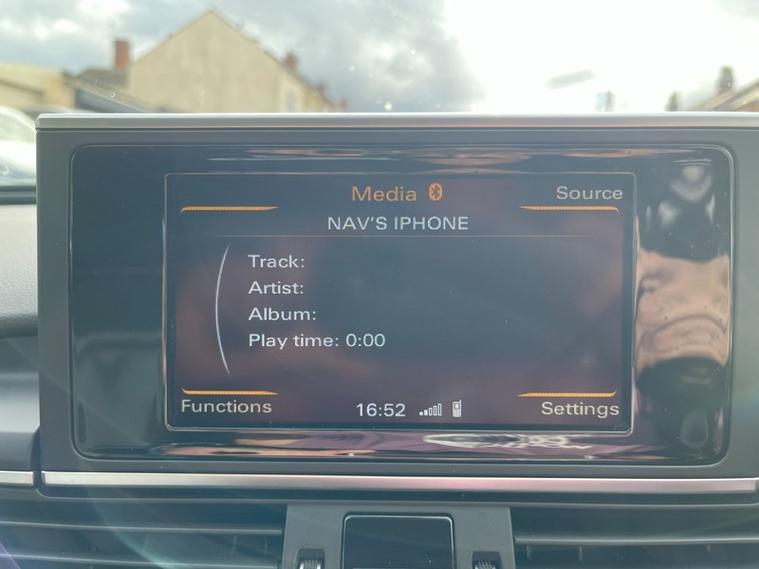 Media
Source
NAV'S IPHONE
Track:
Artist:
Album:
Play time: 0:00
Functions
16:52
Settings